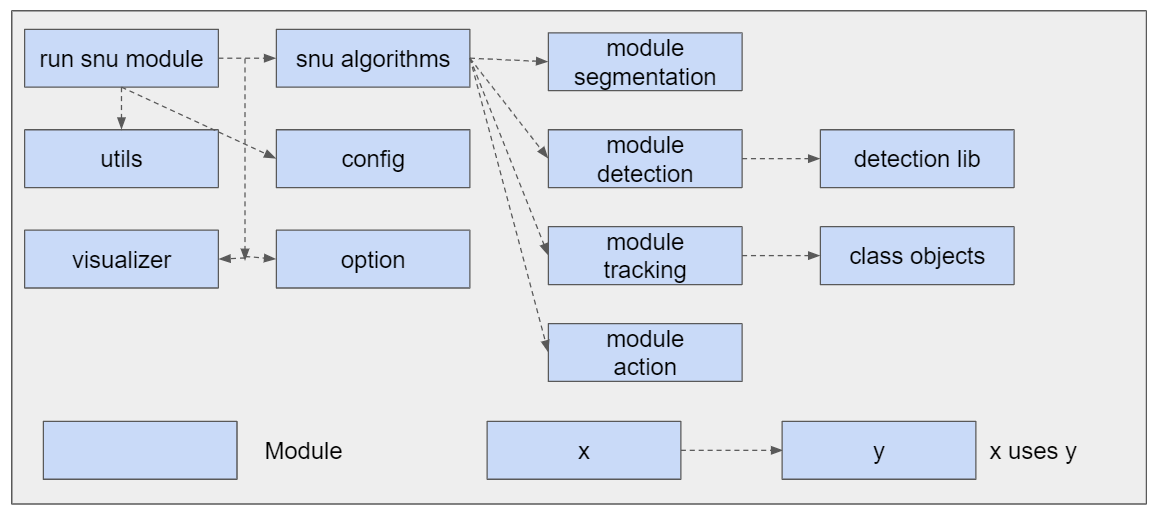 run snu module
snu algorithms
module
segmentation
utils
config
module
detection
detection lib
visualizer
option
module
tracking
class objects
module
action
Module
x
y
x uses y